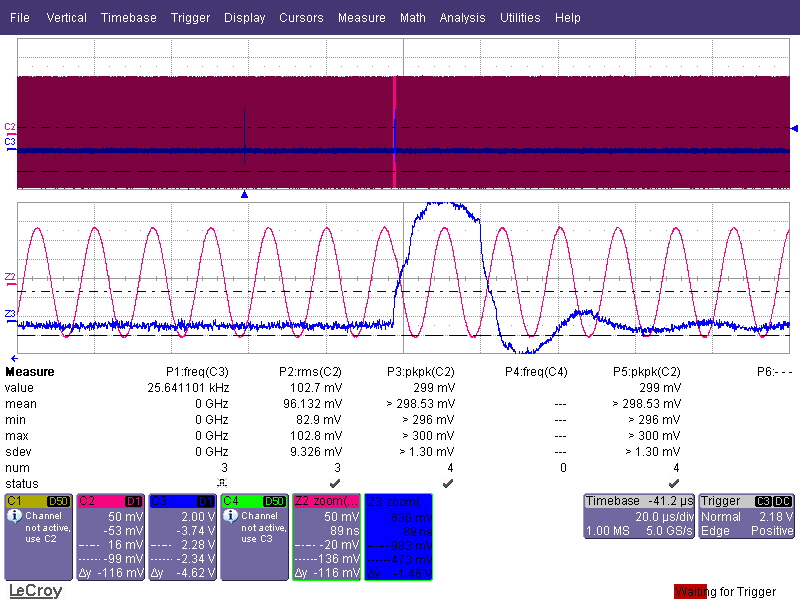 File Vertical Timebase Trigger Display Cursors Measure Math Analysis Utilities Help
C2
C3
Z2
Z3
Measure P1:freq(C3) P2:rms(C2) P3:pkpk(C2) P4:freq(C4) P5:pkpk(C2) P6:- - -
value 25.641101 kHz 102.7 mV 299 mV 299 mV
mean 0 GHz 96.132 mV > 298.53 mV --- > 298.53 mV
min 0 GHz 82.9 mV > 296 mV --- > 296 mV
max 0 GHz 102.8 mV > 300 mV --- > 300 mV
sdev 0 GHz 9.326 mV > 1.30 mV --- > 1.30 mV
num 3 3 4 0 4
status
C1 D50
Channel
not active,
use C2
C2 D1
50 mV
-53 mV
----- 16 mV
-·-·- -99 mV
Δy -116 mV
C3 D1
2.00 V
-3.74 V
----- 2.28 V
-·-·- -2.34 V
Δy -4.62 V
C4 D50
Channel
not active,
use C3
Z2 zoom(...
50 mV
89 ns
----- -20 mV
-·-·- -136 mV
Δy -116 mV
Z3 zoom(
630 mV
89 ns
Timebase -41.2 µs
20.0 µs/div
1.00 MS 5.0 GS/s
Trigger C3 DC
Normal 2.18 V
Edge Positive
LeCroy
Waiting for Trigger